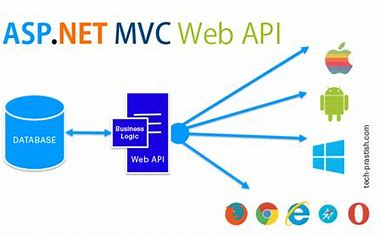 ASP.NET MVC Web API
DATABASE
Business
Logic
Web API
tech-prastish.com